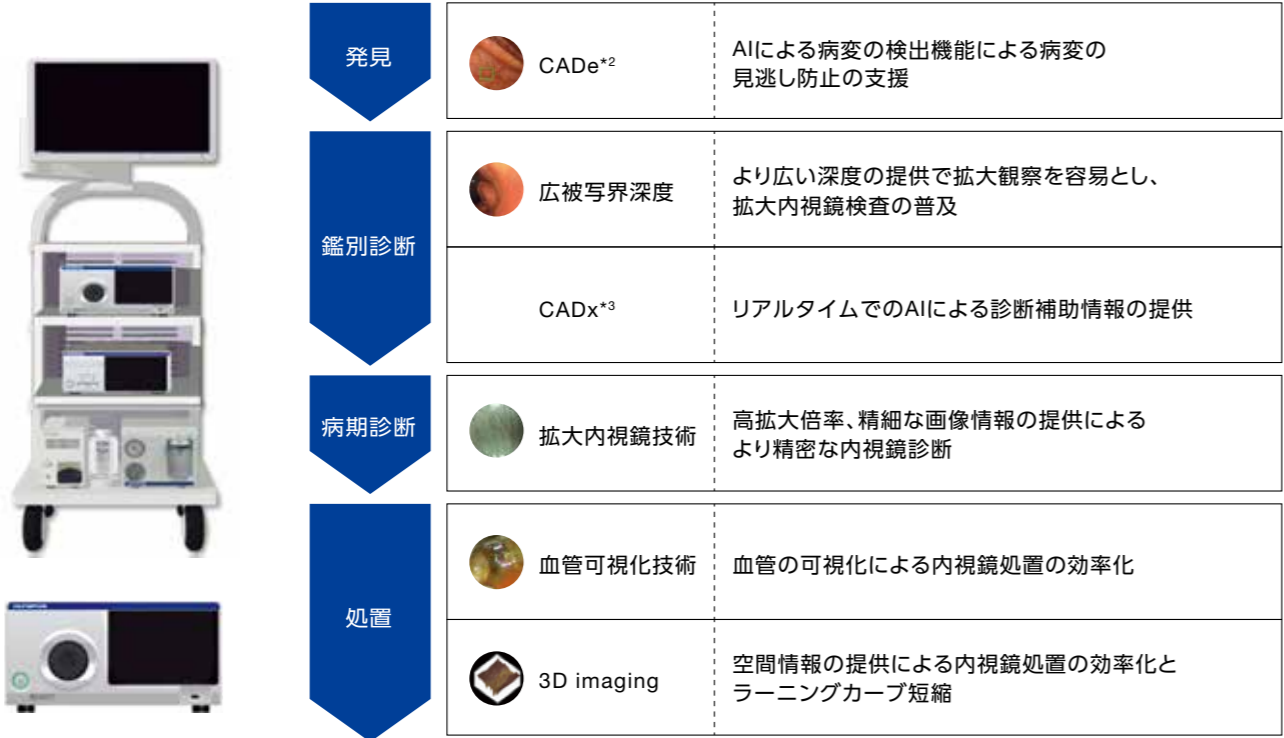 発見
CADe*2
AIによる病変の検出機能による病変の
見逃し防止の支援
鑑別診断
広被写界深度
より広い深度の提供で拡大観察を容易とし、
拡大内視鏡検査の普及
CADx*3
リアルタイムでのAIによる診断補助情報の提供
病期診断
拡大内視鏡技術
高拡大倍率、精細な画像情報の提供による
より精密な内視鏡診断
処置
血管可視化技術
血管の可視化による内視鏡処置の効率化
3D imaging
空間情報の提供による内視鏡処置の効率化と
ラーニングカーブ短縮
OLYMPUS